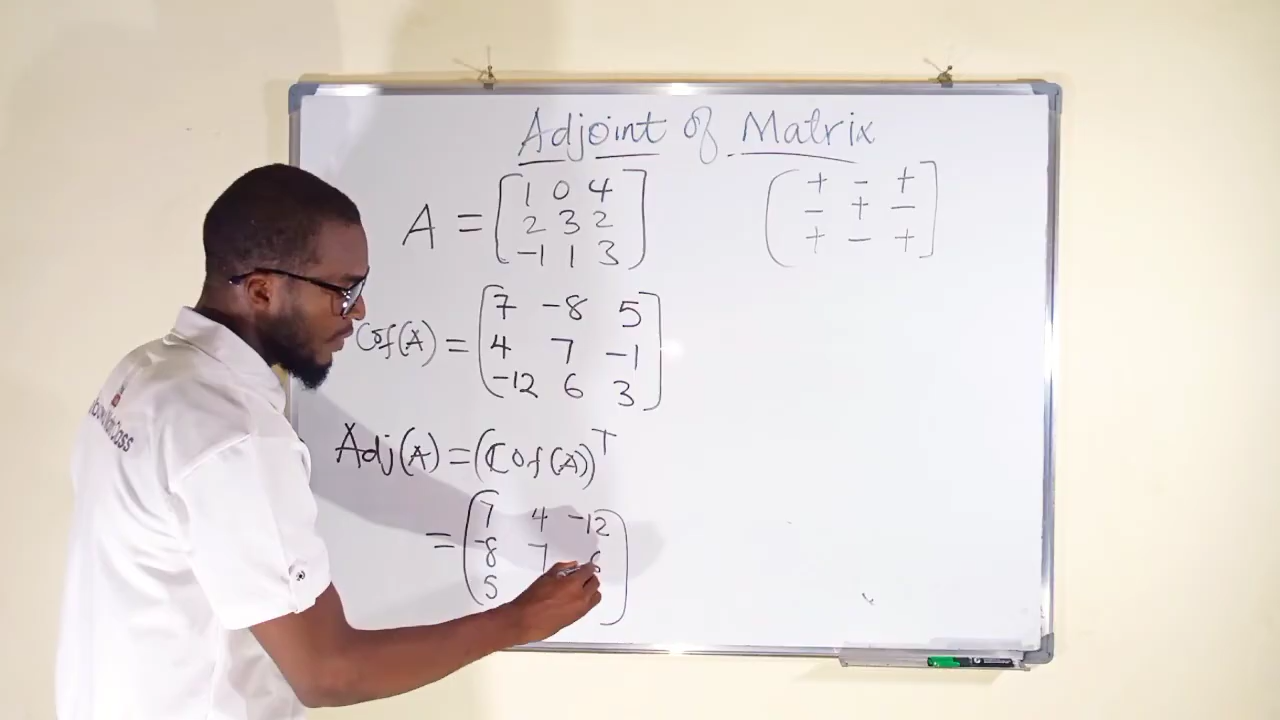 Adjoint of Matrix
A = [1 0 4
2 3 2
-1 1 3]
[+ - +
- + -
+ - +]
Cof(A) = [7 -8 5
4 7 -1
-12 6 3]
Adj(A) = (Cof(A))ᵀ
= [7 4 -12
-8 7 6
5 ]